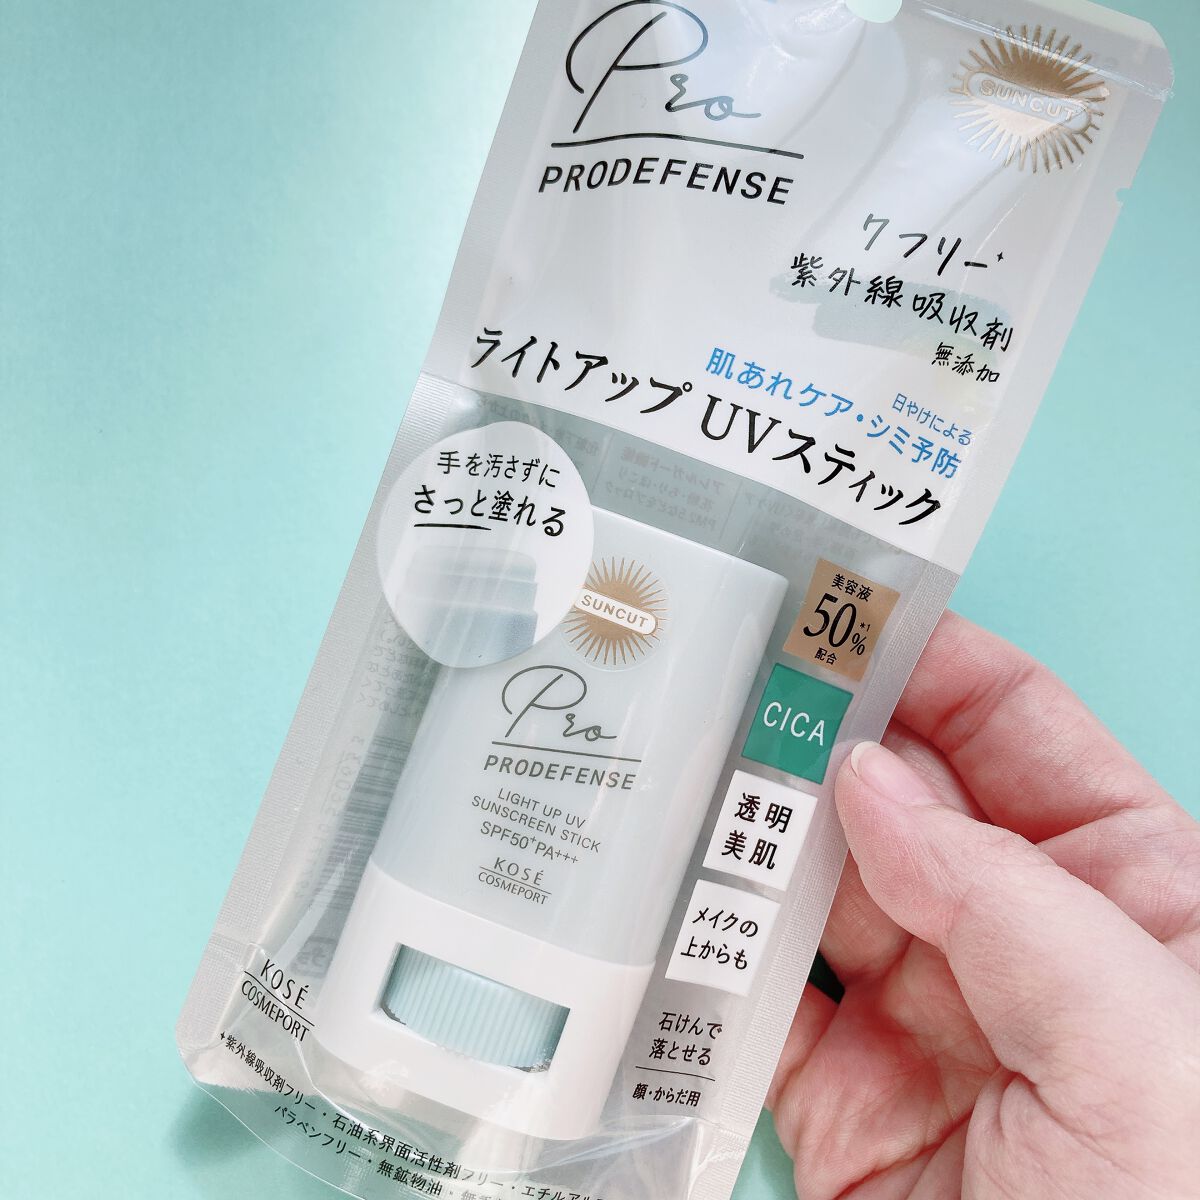 Pro
PRODEFENSE
SUNCUT
7フリー✦
紫外線吸収剤
無添加
肌あれケア・
日やけによる
シミ予防
ライトアップ UVスティック
手を汚さずに
さっと塗れる
SUNCUT
Pro
PRODEFENSE
LIGHT UP UV
SUNSCREEN STICK
SPF50+PA+++
KOSÉ
COSMEPORT
美容液
50%*1
配合
CICA
透明
美肌
メイクの
上からも
石けんで
落とせる
顔・からだ用
KOSÉ
COSMEPORT
✦紫外線吸収剤フリー・石油系界面活性剤フリー・エチルアル
パラベンフリー・無鉱物油・無